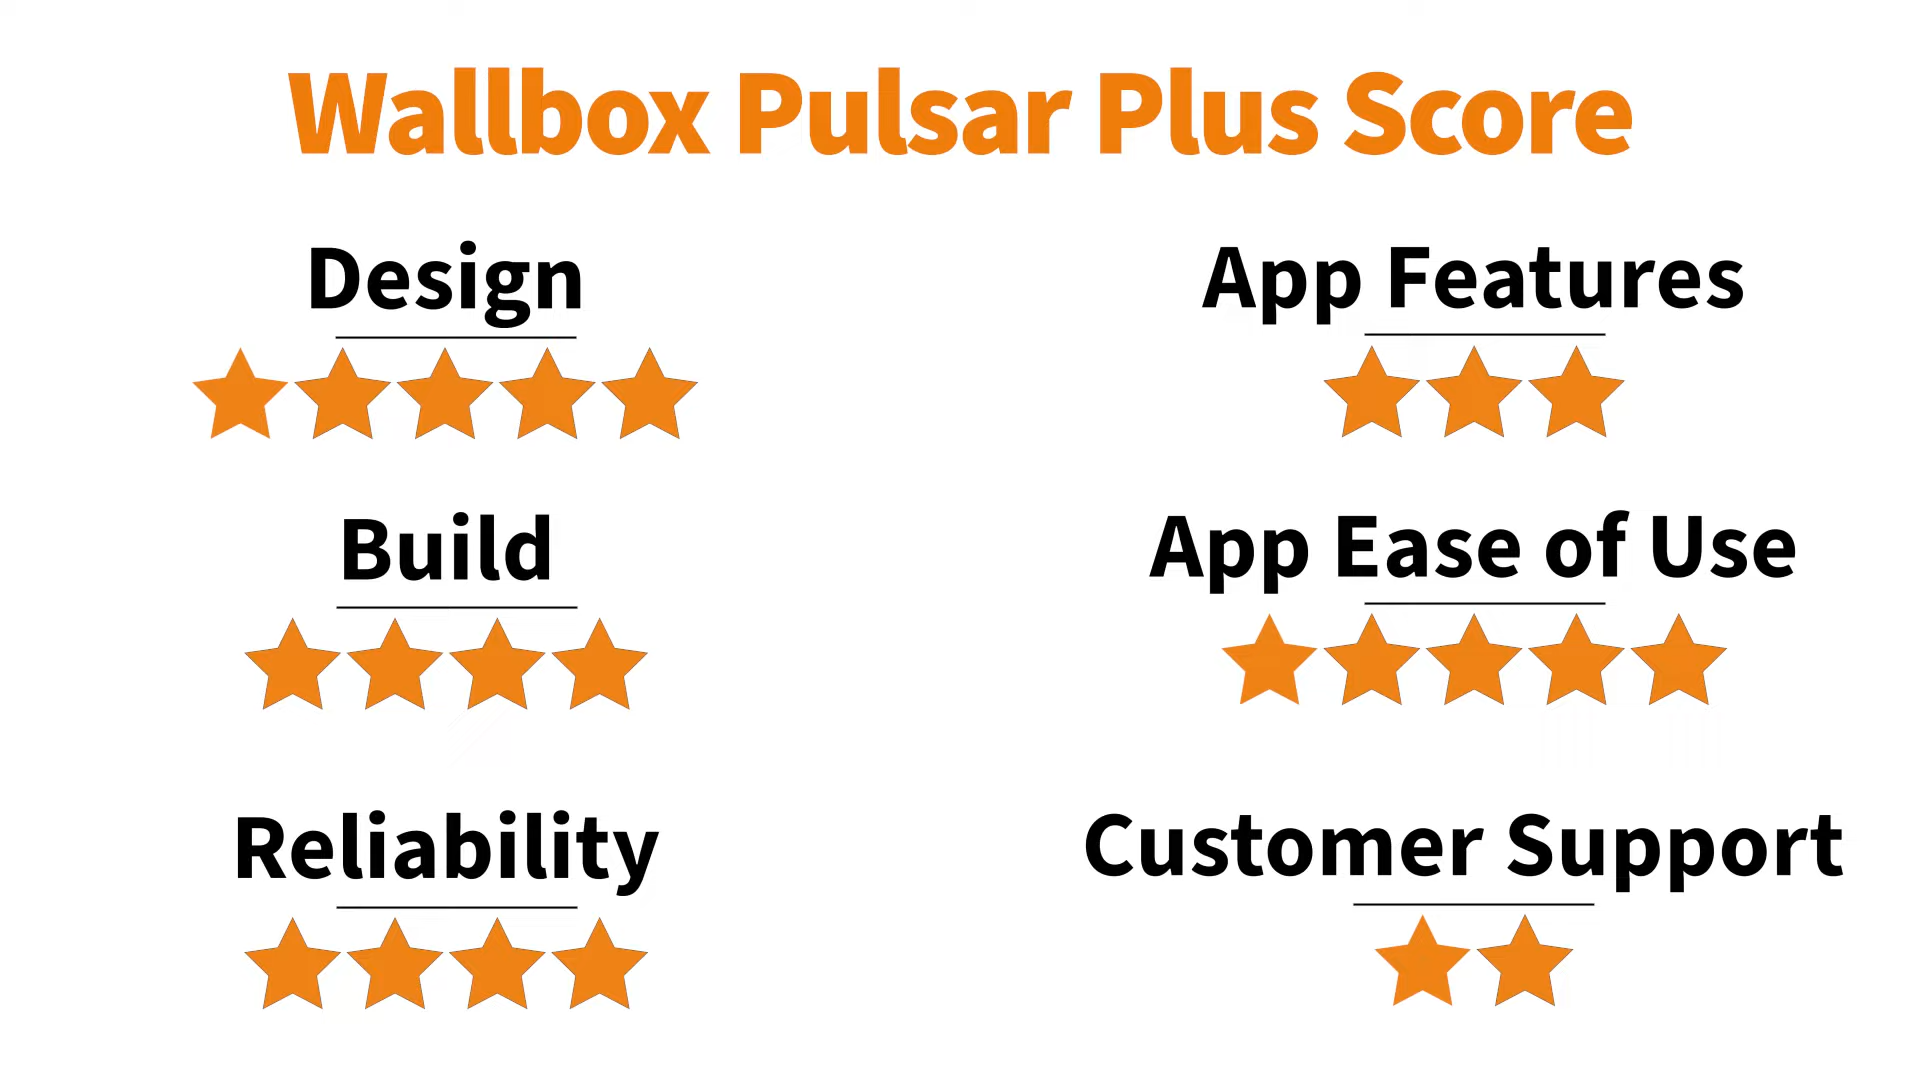 Wallbox Pulsar Plus Score
Design
App Features
Build
App Ease of Use
Reliability
Customer Support